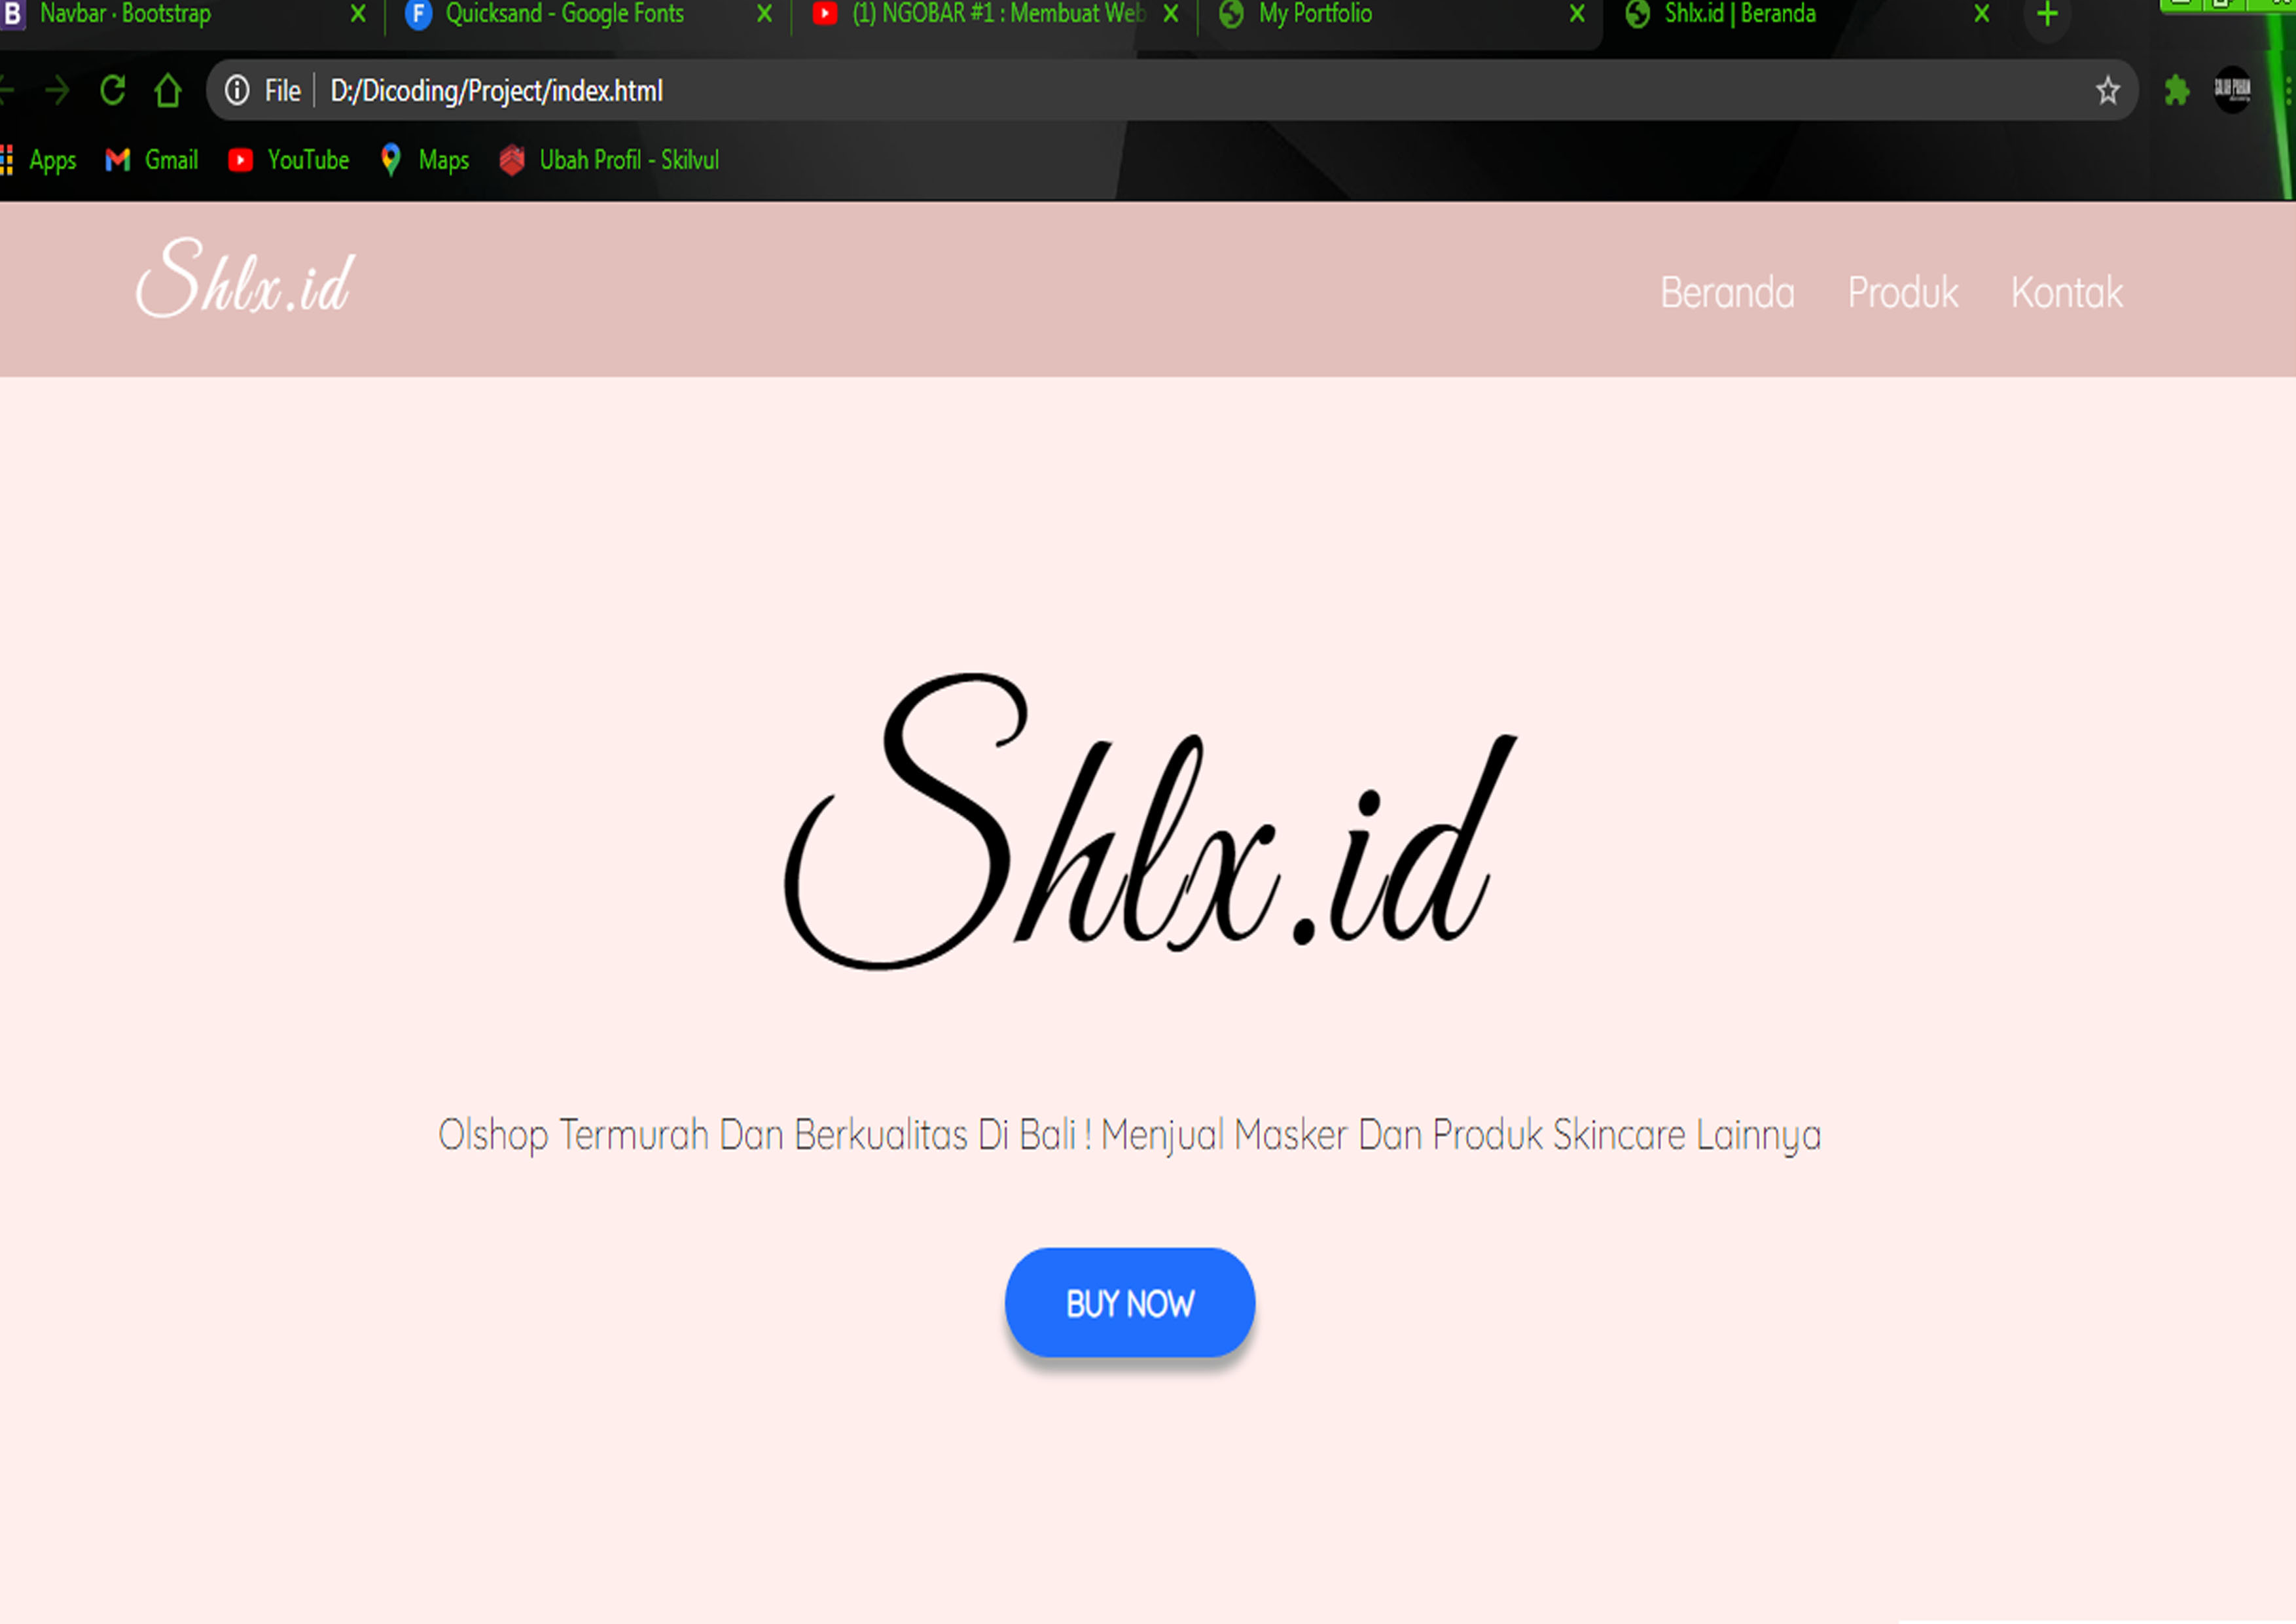 Navbar · Bootstrap
Quicksand - Google Fonts
(1) NGOBAR #1 : Membuat Web
My Portfolio
Shlx.id | Beranda
File
D:/Dicoding/Project/index.html
Apps
Gmail
YouTube
Maps
Ubah Profil - Skilvul
Shlx.id
Beranda
Produk
Kontak
Shlx.id
Olshop Termurah Dan Berkualitas Di Bali ! Menjual Masker Dan Produk Skincare Lainnya
BUY NOW